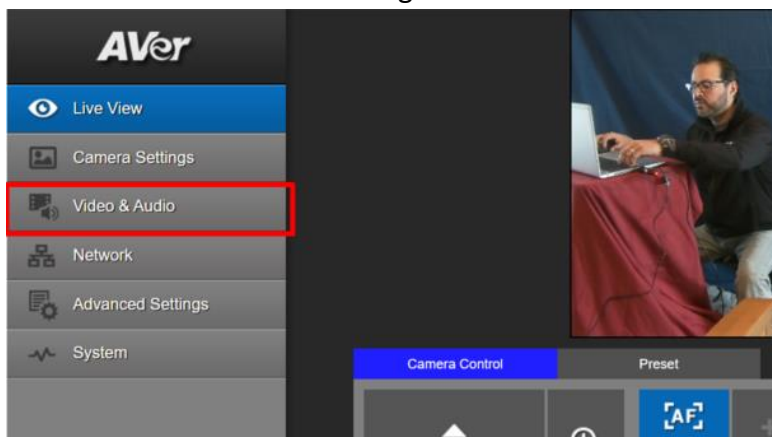 AVer
Live View
Camera Settings
Video & Audio
Network
Advanced Settings
System
Camera Control
Preset
AF